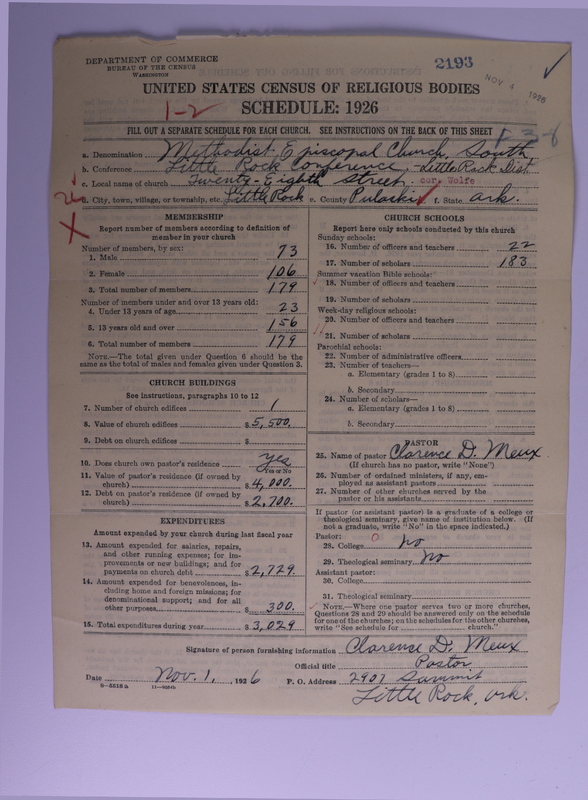 DEPARTMENT OF COMMERCE
BUREAU OF THE CENSUS
WASHINGTON
2193
NOV 4 1926
UNITED STATES CENSUS OF RELIGIOUS BODIES
1-2
SCHEDULE: 1926
FILL OUT A SEPARATE SCHEDULE FOR EACH CHURCH. SEE INSTRUCTIONS ON THE BACK OF THIS SHEET
a. Denomination Methodist Episcopal Church, South
b. Conference Little Rock Conference - Little Rock Dist
c. Local name of church Twenty-Eighth Street cor. Wolfe
d. City, town, village, or township, etc. Little Rock e. County Pulaski f. State Ark.
MEMBERSHIP
Report number of members according to definition of
member in your church
Number of members, by sex:
1. Male 73
2. Female 106
3. Total number of members 179
Number of members under and over 13 years old:
4. Under 13 years of age 23
5. 13 years old and over 156
6. Total number of members 179
NOTE.—The total given under Question 6 should be
same as the total of males and females given under Question 3.
CHURCH BUILDINGS
See instructions, paragraphs 10 to 12
7. Number of church edifices 1
8. Value of church edifices $ 5,500.
9. Debt on church edifices $
10. Does church own pastor's residence Yes
Yes or No
11. Value of pastor's residence (if owned by
church) $ 4,000.
12. Debt on pastor's residence (if owned by
church) $ 2,700.
EXPENDITURES
Amount expended by your church during last fiscal year
13. Amount expended for salaries, repairs,
and other running expenses; for im-
provements or new buildings; and for
payments on church debt $ 2,729.
14. Amount expended for benevolences, in-
cluding home and foreign missions; for
denominational support; and for all
other purposes $ 300.
15. Total expenditures during year $ 3,029
CHURCH SCHOOLS
Report here only schools conducted by this church
Sunday schools:
16. Number of officers and teachers 22
17. Number of scholars 183
Summer vacation Bible schools:
18. Number of officers and teachers
19. Number of scholars
Week-day religious schools:
20. Number of officers and teachers
21. Number of scholars
Parochial schools:
22. Number of administrative officers
23. Number of teachers—
a. Elementary (grades 1 to 8)
b. Secondary
24. Number of scholars—
a. Elementary (grades 1 to 8)
b. Secondary
PASTOR
25. Name of pastor Clarence D. Meux
(If church has no pastor, write "None")
26. Number of ordained ministers, if any, em-
ployed as assistant pastors
27. Number of other churches served by the
pastor or his assistants
If pastor (or assistant pastor) is a graduate of a college or
theological seminary, give name of institution below. (If
not a graduate, write "No" in the space indicated.)
Pastor:
28. College no
29. Theological seminary no
Assistant pastor:
30. College
31. Theological seminary
NOTE.—Where one pastor serves two or more churches,
Questions 28 and 29 should be answered only on the schedule
for one of the churches; on the schedules for the other churches,
write "See schedule for church."
Signature of person furnishing information Clarence D. Meux
Official title Pastor
Date Nov. 1, 1926 P. O. Address 2907 Summit
Little Rock, Ark.